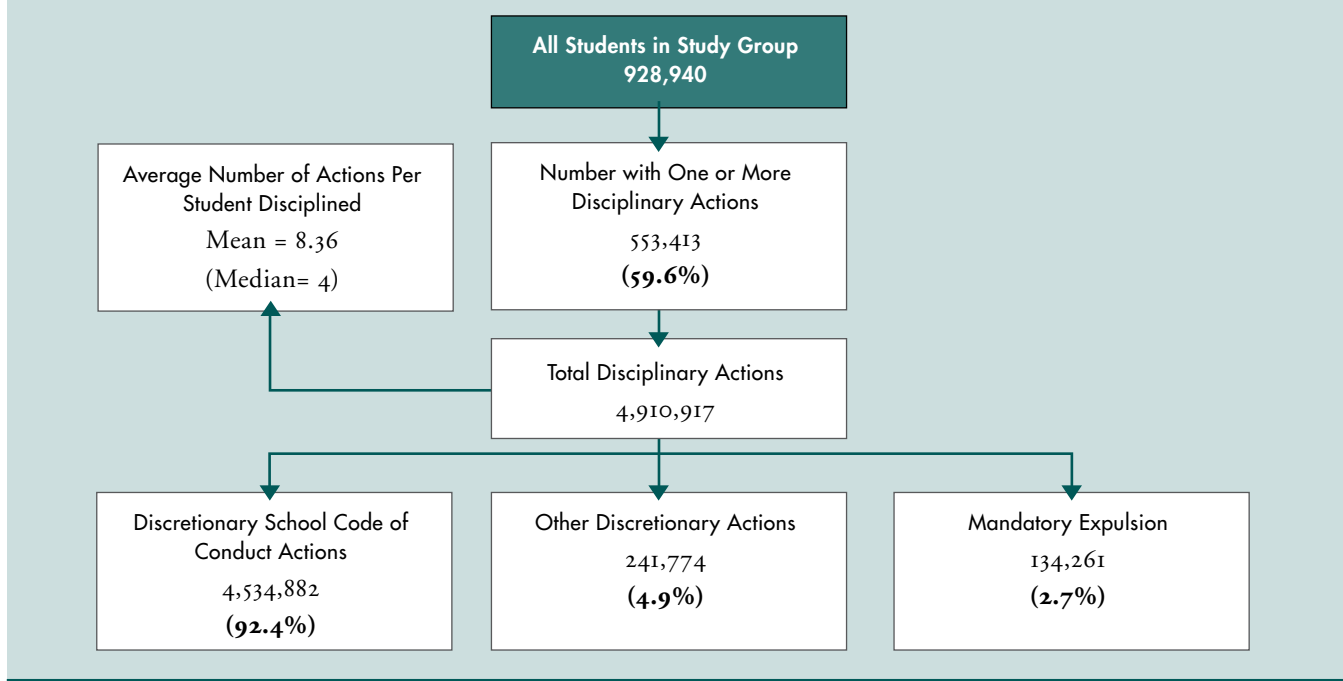 All Students in Study Group
928,940
Average Number of Actions Per
Student Disciplined
Mean = 8.36
(Median= 4)
Number with One or More
Disciplinary Actions
553,413
(59.6%)
Total Disciplinary Actions
4,910,917
Discretionary School Code of
Conduct Actions
4,534,882
(92.4%)
Other Discretionary Actions
241,774
(4.9%)
Mandatory Expulsion
134,261
(2.7%)